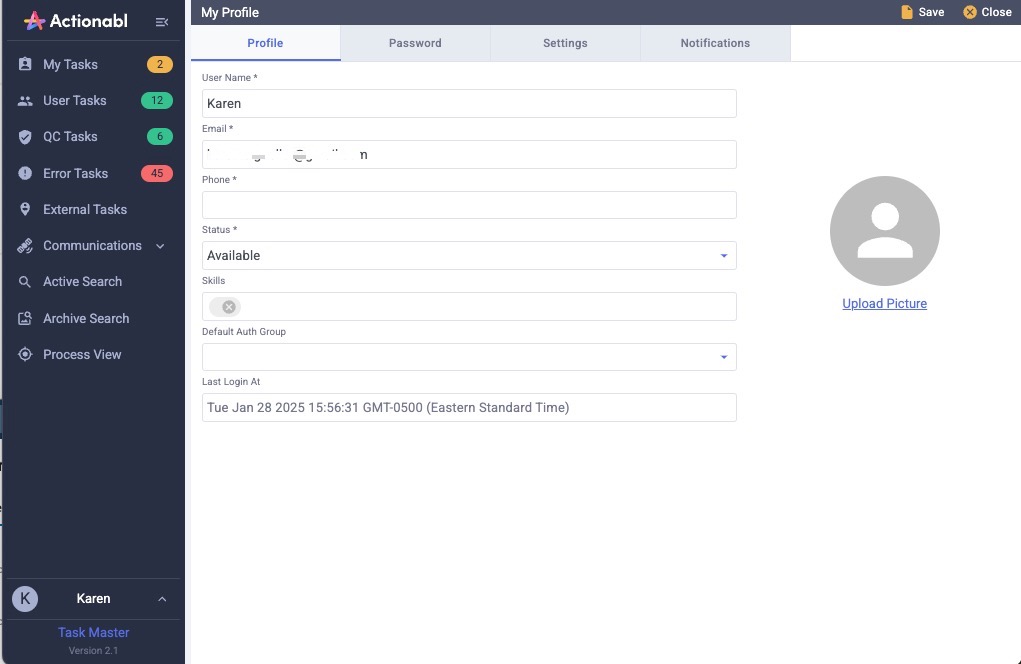 Actionabl
My Tasks 2
User Tasks 12
QC Tasks 6
Error Tasks 45
External Tasks
Communications
Active Search
Archive Search
Process View
K Karen
Task Master
Version 2.1
My Profile Save Close
Profile Password Settings Notifications
User Name *
Karen
Email *
Phone *
Status *
Available
Skills
Default Auth Group
Last Login At
Tue Jan 28 2025 15:56:31 GMT-0500 (Eastern Standard Time)
Upload Picture